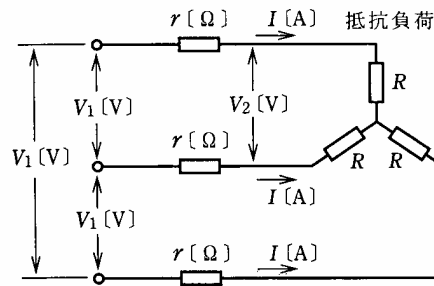 r〔Ω〕 I〔A〕 抵抗負荷
R
V₁〔V〕 V₂〔V〕
V₁〔V〕
r〔Ω〕 R R
I〔A〕
V₁〔V〕
r〔Ω〕 I〔A〕